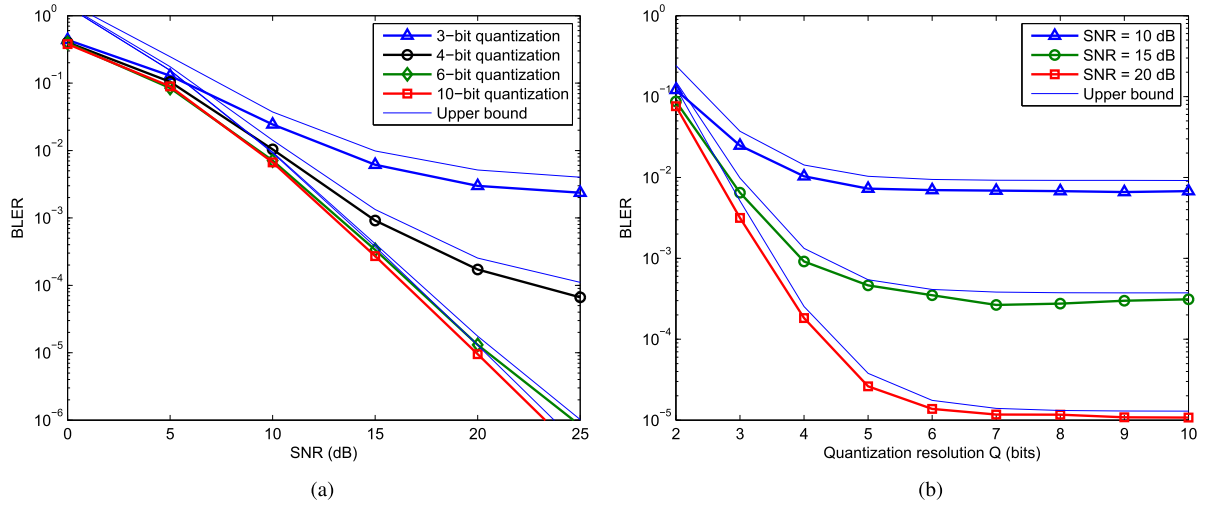 3−bit quantization
4−bit quantization
6−bit quantization
10−bit quantization
Upper bound
10^0
10^−1
10^−2
10^−3
10^−4
10^−5
10^−6
BLER
0 5 10 15 20 25
SNR (dB)
(a)
SNR = 10 dB
SNR = 15 dB
SNR = 20 dB
Upper bound
10^0
10^−1
10^−2
10^−3
10^−4
10^−5
BLER
2 3 4 5 6 7 8 9 10
Quantization resolution Q (bits)
(b)